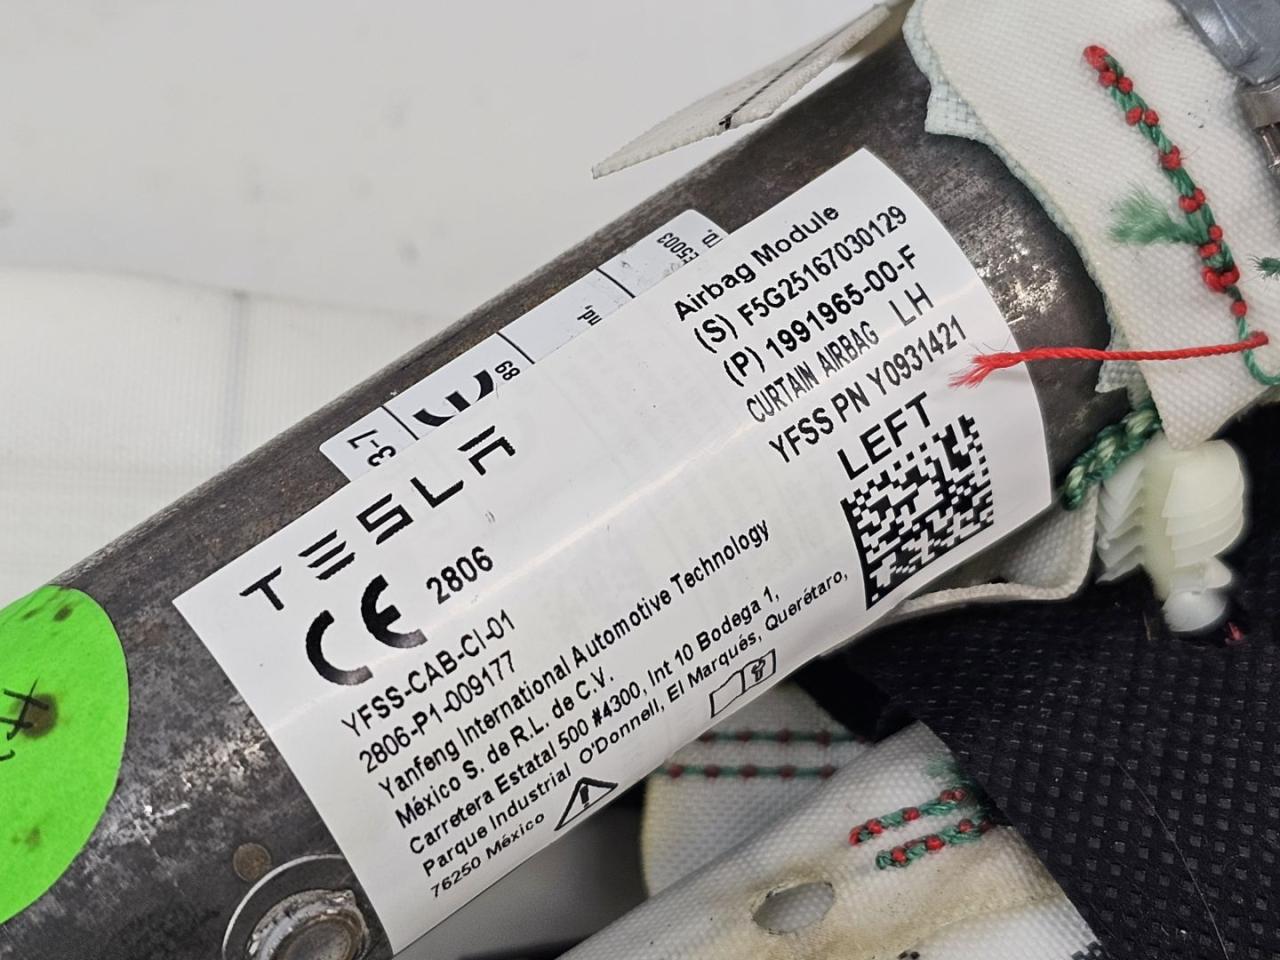 Airbag Module
(S) F5G25167030129
(P) 1991965-00-F
CURTAIN AIRBAG LH
YFSS PN Y0931421
LEFT
TESLA
CE 2806
YFSS-CAB-CI-01
2806-P1-009177
Yanfeng International Automotive Technology
México S. de R.L. de C.V.
Carretera Estatal 500 #4300, Int 10 Bodega 1,
Parque Industrial O'Donnell, El Marqués, Querétaro,
76250 México